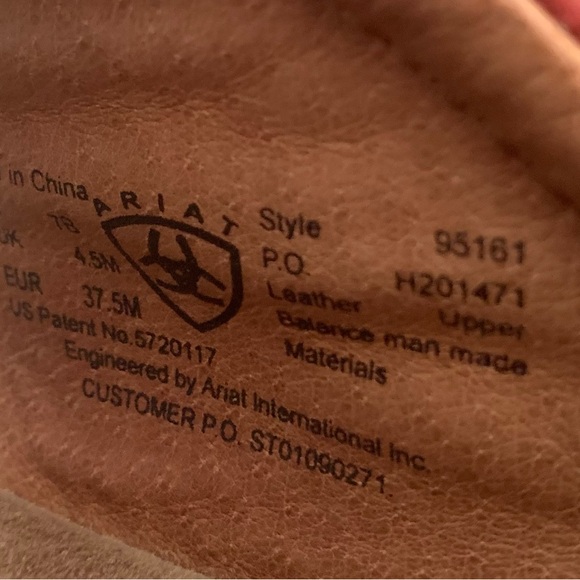 in China
ARIAT
7B
UK 4.5M
EUR 37.5M
US Patent No.5720117
Engineered by Ariat International Inc.
CUSTOMER P.O. ST01090271.
Style 95161
P.O. H201471
Leather Upper
Balance man made
Materials